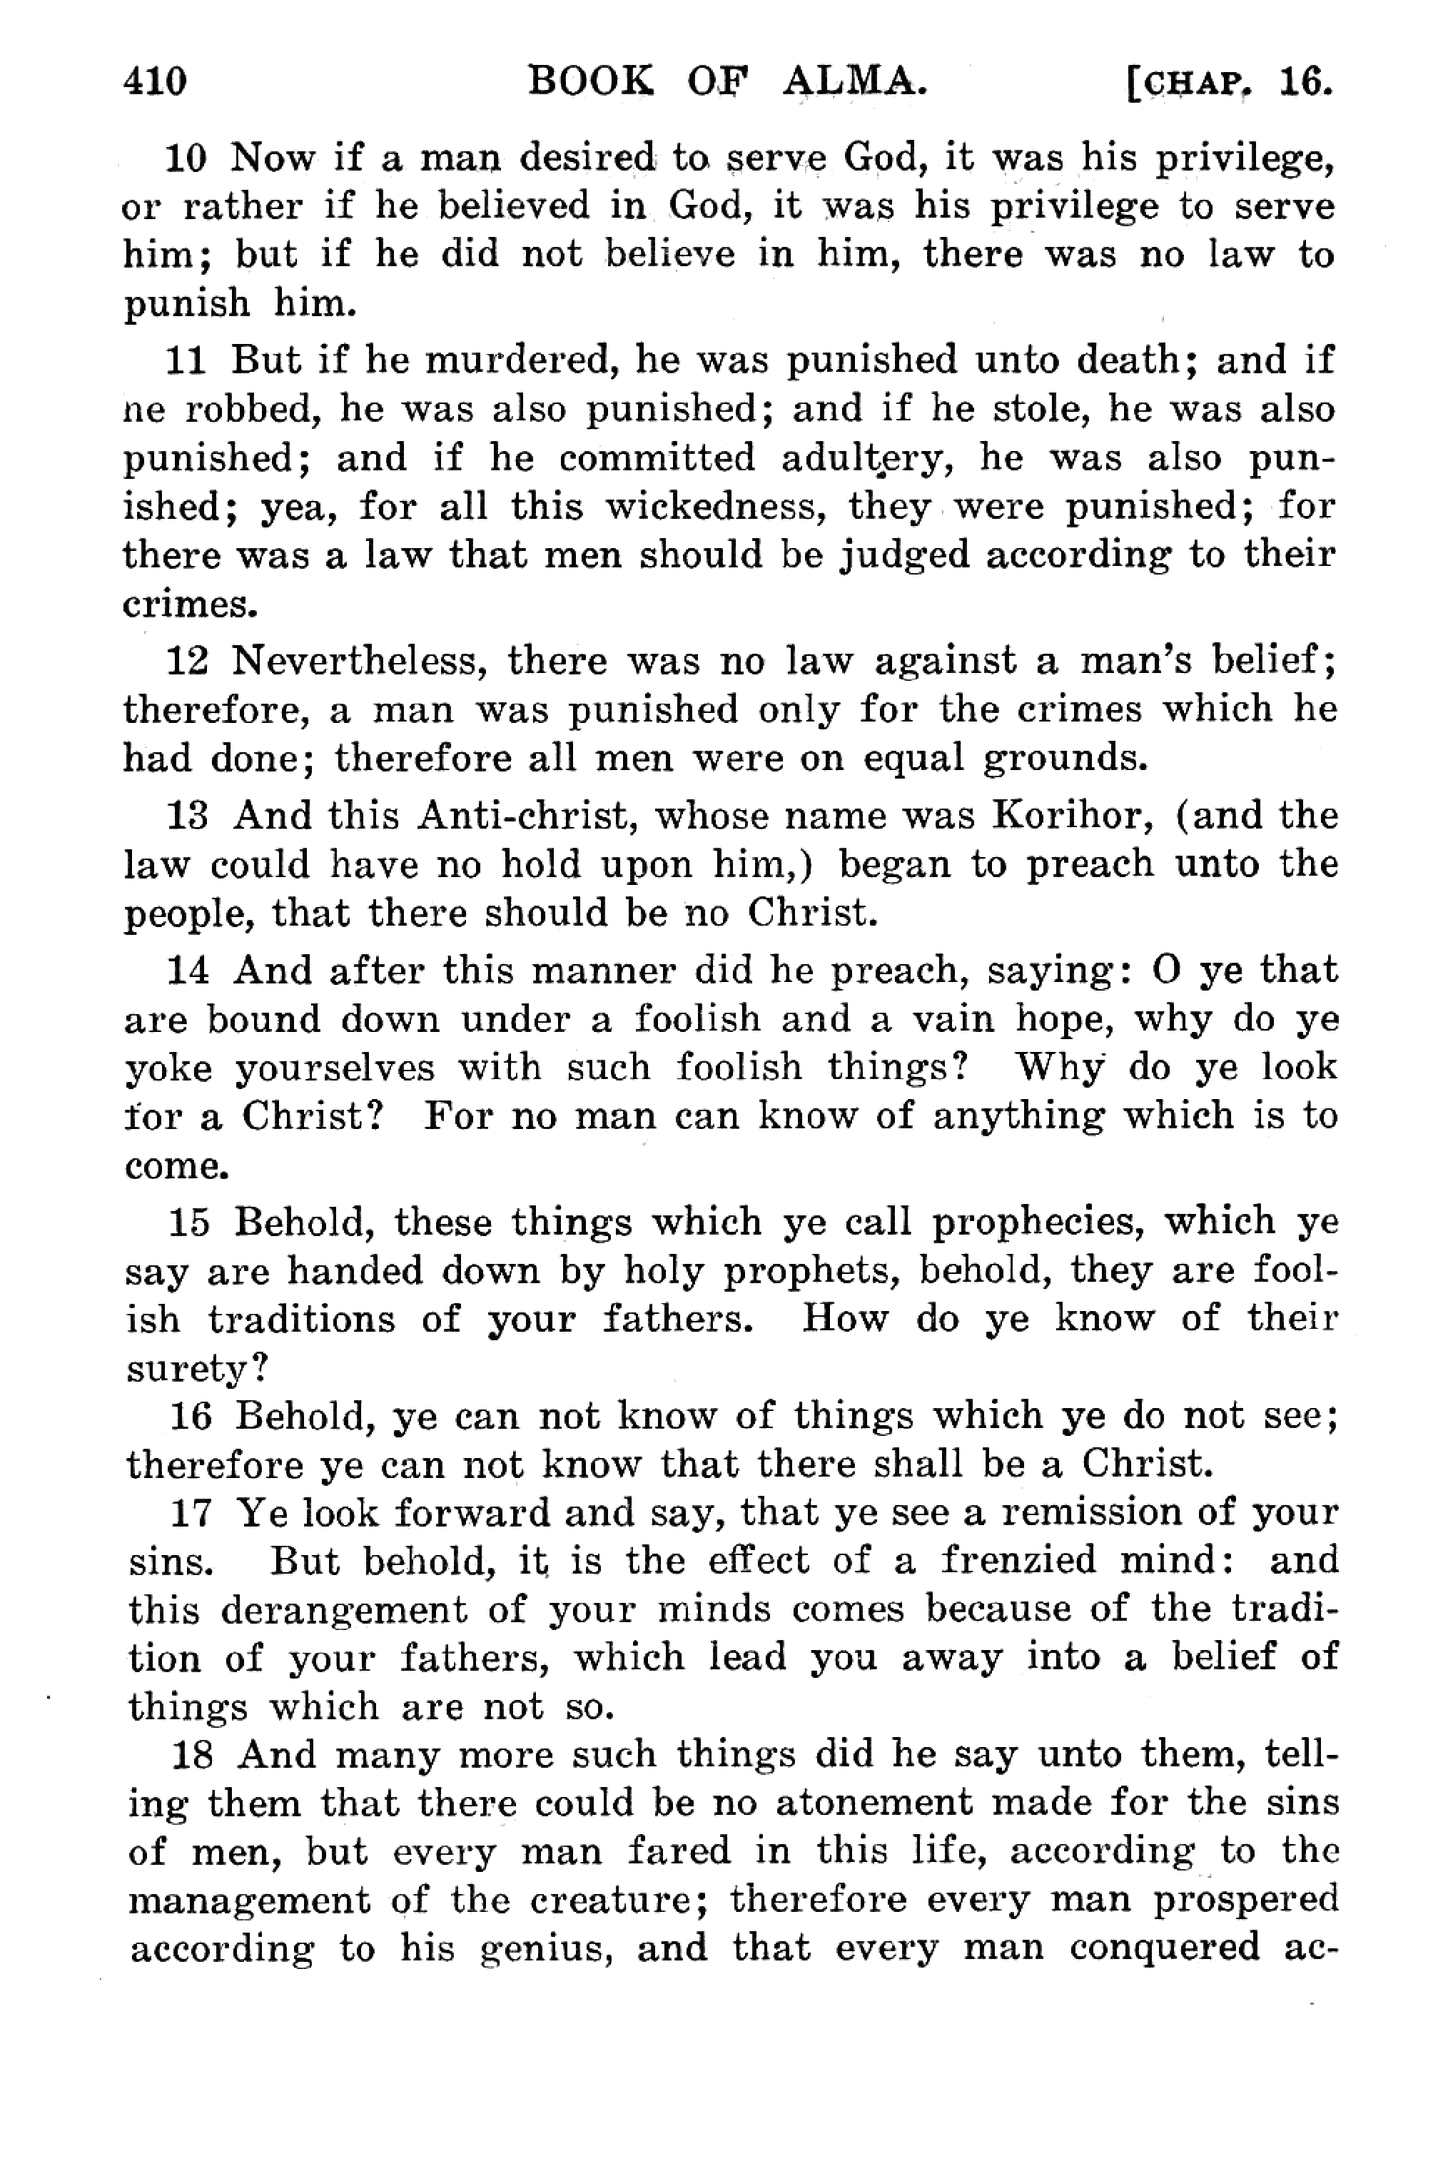 410 BOOK OF ALMA. [CHAP. 16.
10 Now if a man desired to serve God, it was his privilege,
or rather if he believed in God, it was his privilege to serve
him; but if he did not believe in him, there was no law to
punish him.
11 But if he murdered, he was punished unto death; and if
he robbed, he was also punished; and if he stole, he was also
punished; and if he committed adultery, he was also pun-
ished; yea, for all this wickedness, they were punished; for
there was a law that men should be judged according to their
crimes.
12 Nevertheless, there was no law against a man's belief;
therefore, a man was punished only for the crimes which he
had done; therefore all men were on equal grounds.
13 And this Anti-christ, whose name was Korihor, (and the
law could have no hold upon him,) began to preach unto the
people, that there should be no Christ.
14 And after this manner did he preach, saying: O ye that
are bound down under a foolish and a vain hope, why do ye
yoke yourselves with such foolish things? Why do ye look
for a Christ? For no man can know of anything which is to
come.
15 Behold, these things which ye call prophecies, which ye
say are handed down by holy prophets, behold, they are fool-
ish traditions of your fathers. How do ye know of their
surety?
16 Behold, ye can not know of things which ye do not see;
therefore ye can not know that there shall be a Christ.
17 Ye look forward and say, that ye see a remission of your
sins. But behold, it is the effect of a frenzied mind: and
this derangement of your minds comes because of the tradi-
tion of your fathers, which lead you away into a belief of
things which are not so.
18 And many more such things did he say unto them, tell-
ing them that there could be no atonement made for the sins
of men, but every man fared in this life, according to the
management of the creature; therefore every man prospered
according to his genius, and that every man conquered ac-